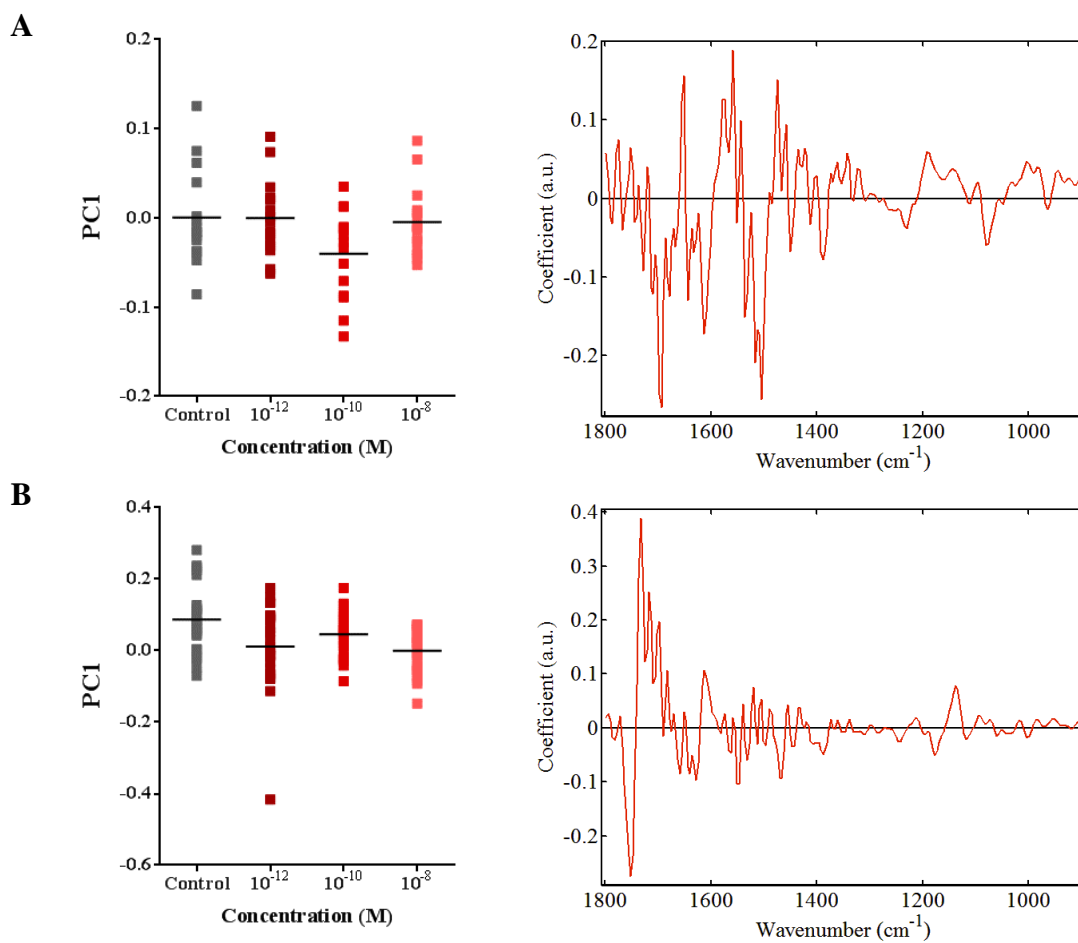 A
0.2
0.1
0.0
-0.1
-0.2
PC1
Control 10-12 10-10 10-8
Concentration (M)
0.2
0.1
0
-0.1
-0.2
Coefficient (a.u.)
1800 1600 1400 1200 1000
Wavenumber (cm-1)
B
0.4
0.2
0.0
-0.2
-0.4
-0.6
PC1
Control 10-12 10-10 10-8
Concentration (M)
0.4
0.3
0.2
0.1
0
-0.1
-0.2
Coefficient (a.u.)
1800 1600 1400 1200 1000
Wavenumber (cm-1)